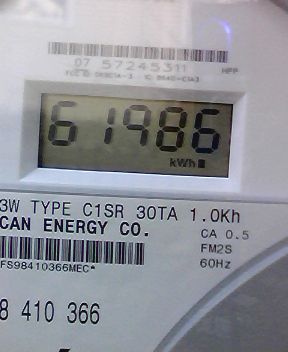 07 57245311
61986
kWh
3W TYPE C1SR 30TA 1.0Kh
CAN ENERGY CO.
CA 0.5
FM2S
60Hz
FS98410366MEC*
8 410 366